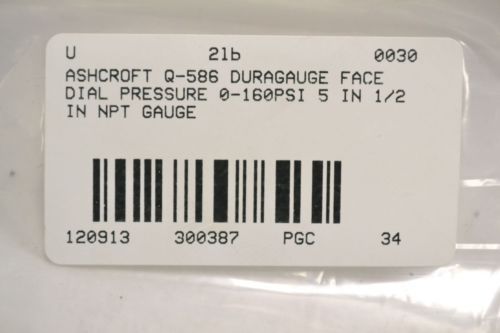 U 21b 0030
ASHCROFT Q-586 DURAGAUGE FACE
DIAL PRESSURE 0-160PSI 5 IN 1/2
IN NPT GAUGE
120913 300387 PGC 34